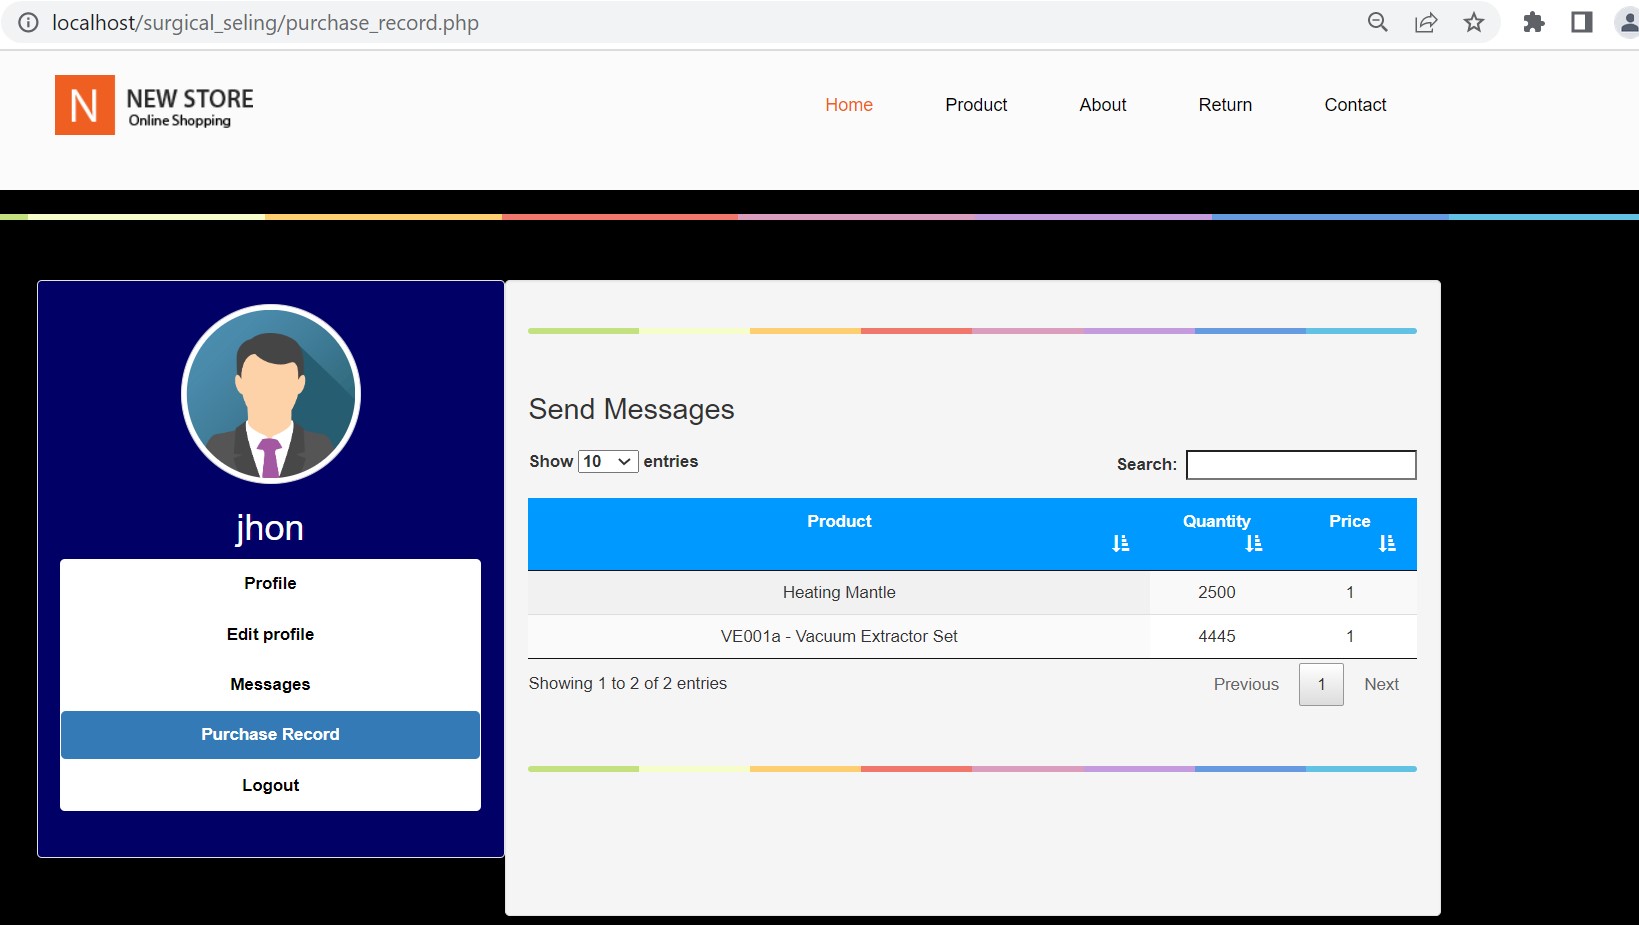 localhost/surgical_seling/purchase_record.php
N NEW STORE
Online Shopping
Home Product About Return Contact
jhon
Profile
Edit profile
Messages
Purchase Record
Logout
Send Messages
Show 10 entries Search:
Product Quantity Price
Heating Mantle 2500 1
VE001a - Vacuum Extractor Set 4445 1
Showing 1 to 2 of 2 entries Previous 1 Next